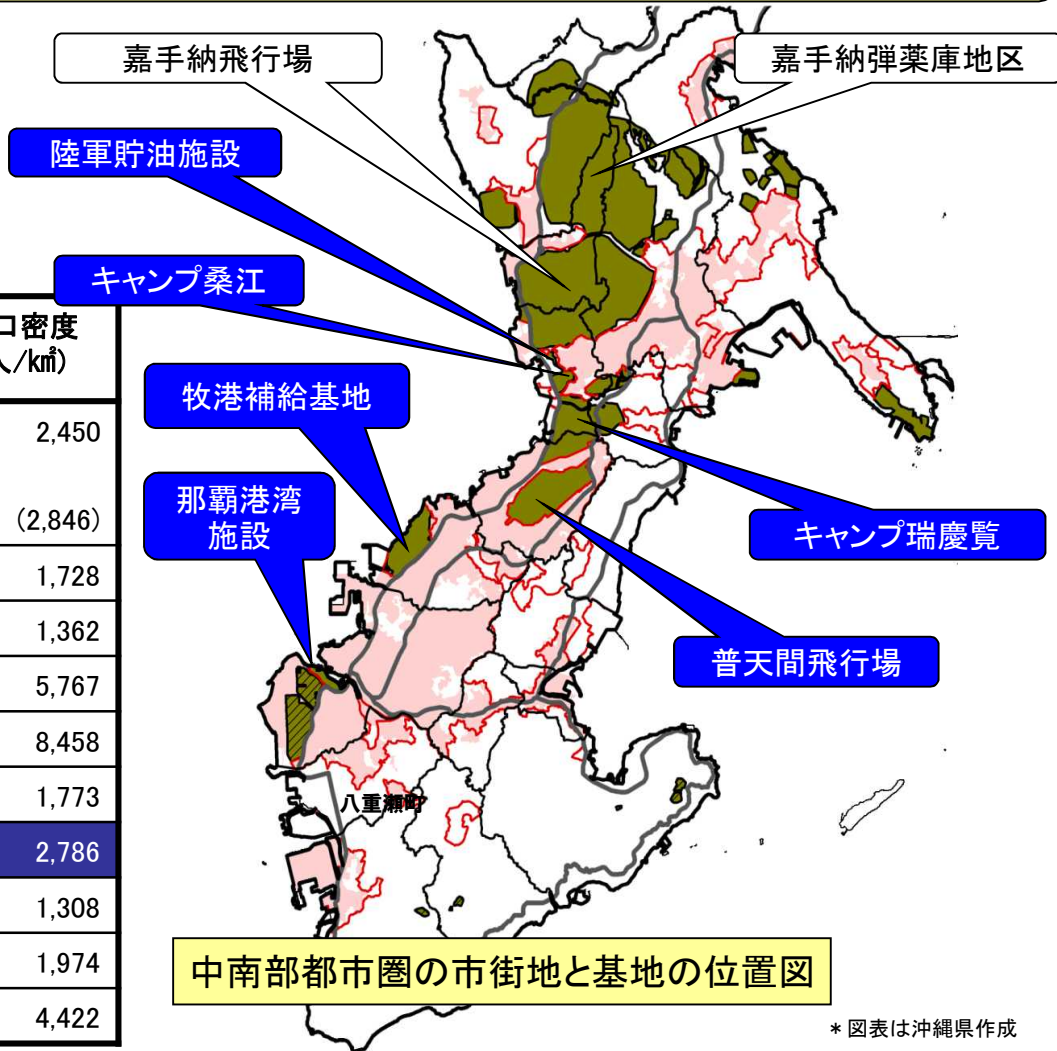 嘉手納飛行場
嘉手納弾薬庫地区
陸軍貯油施設
キャンプ桑江
牧港補給基地
那覇港湾
施設
キャンプ瑞慶覧
普天間飛行場
八重瀬町
口密度
人/k㎡)
2,450
(2,846)
1,728
1,362
5,767
8,458
1,773
2,786
1,308
1,974
4,422
中南部都市圏の市街地と基地の位置図
*図表は沖縄県作成